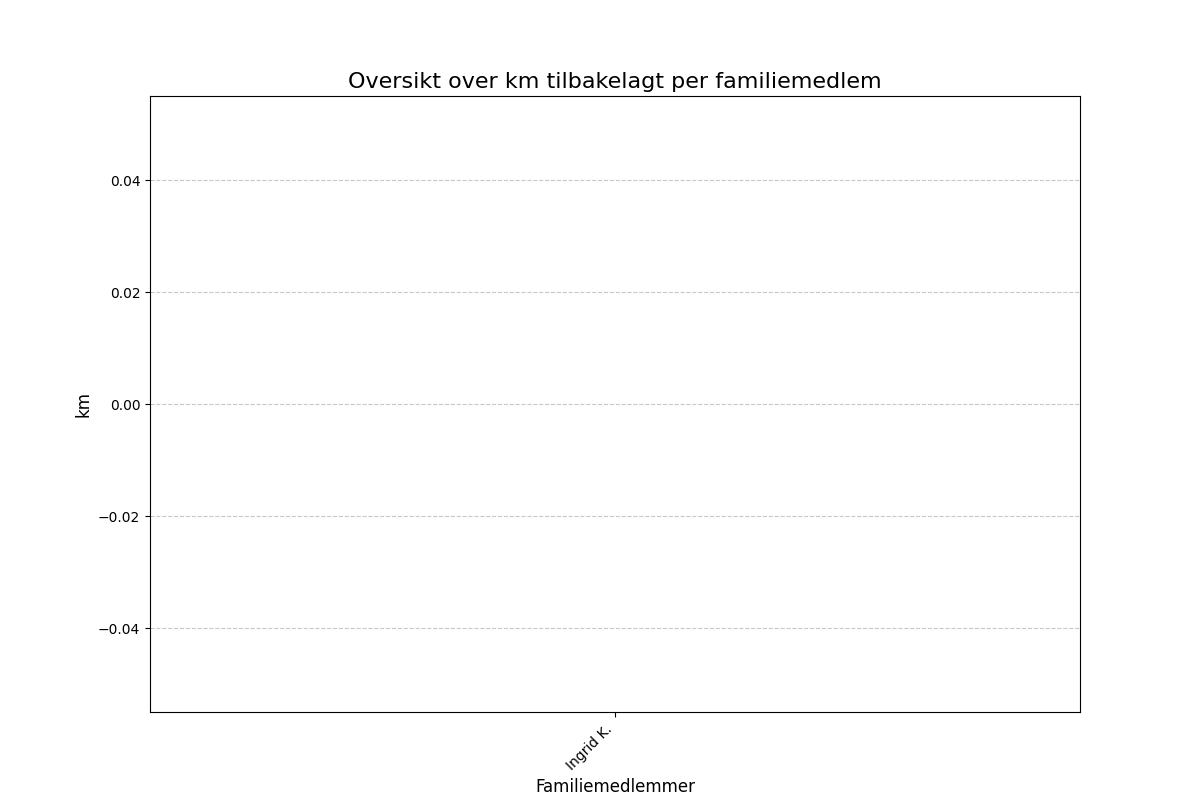 Oversikt over km tilbakelagt per familiemedlem
0.04
0.02
0.00
−0.02
−0.04
km
Ingrid K.
Familiemedlemmer